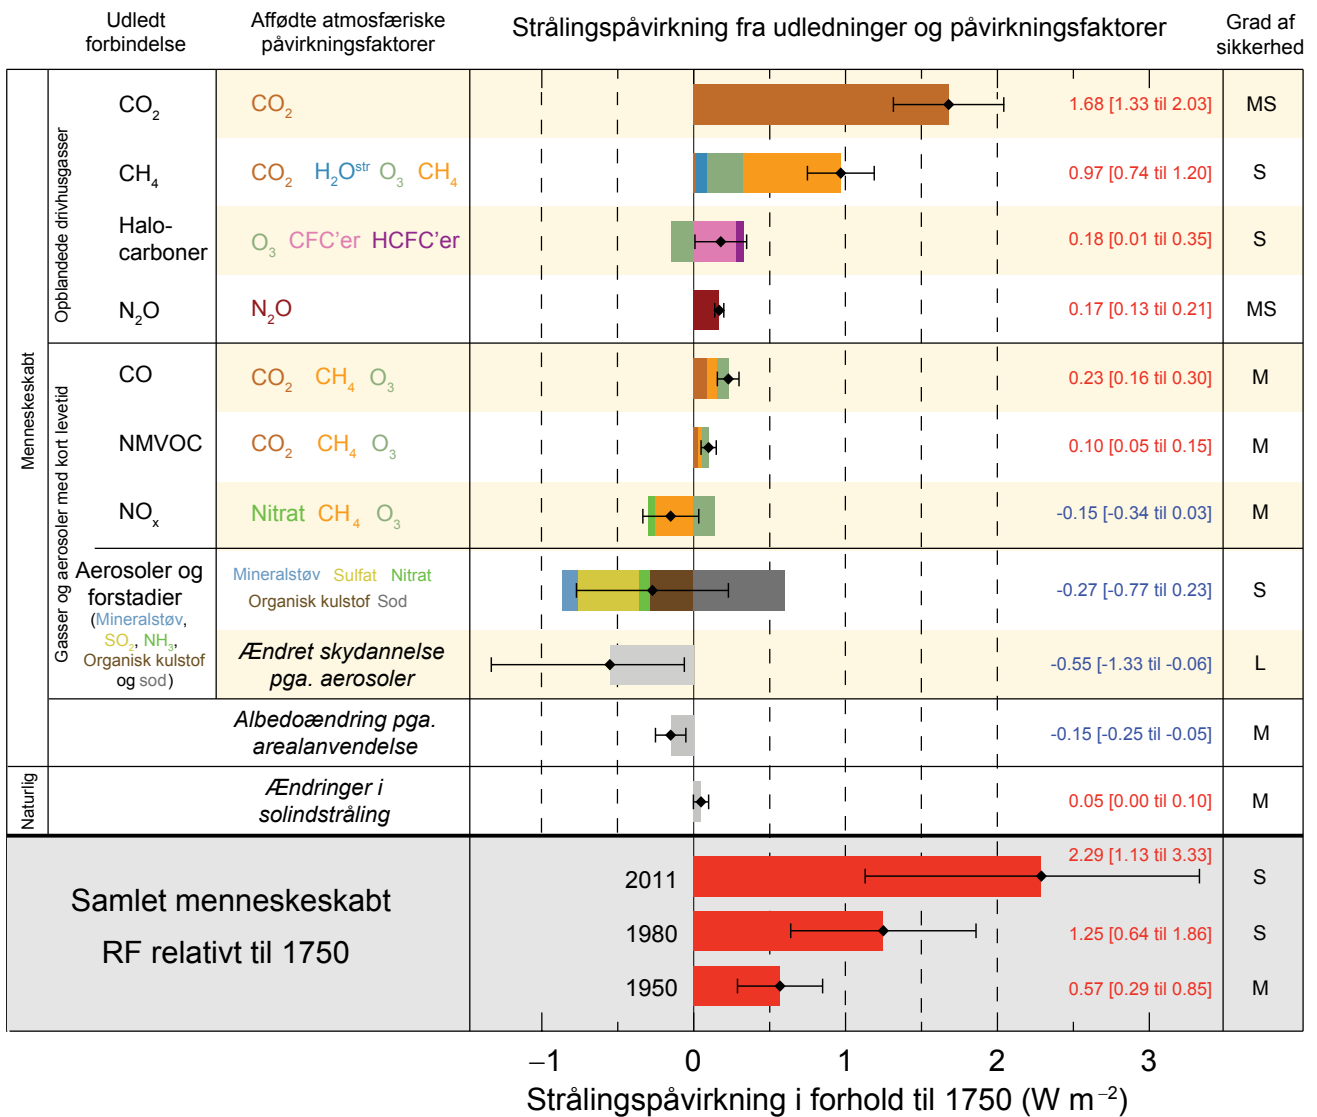 Udledt
forbindelse
Affødte atmosfæriske
påvirkningsfaktorer
Strålingspåvirkning fra udledninger og påvirkningsfaktorer
Grad af
sikkerhed
Menneskeskabt
Opblandede drivhusgasser
CO₂
CO₂
1.68 [1.33 til 2.03]
MS
CH₄
CO₂ H₂Oˢᵗʳ O₃ CH₄
0.97 [0.74 til 1.20]
S
Halo-
carboner
O₃ CFC'er HCFC'er
0.18 [0.01 til 0.35]
S
N₂O
N₂O
0.17 [0.13 til 0.21]
MS
Gasser og aerosoler med kort levetid
CO
CO₂ CH₄ O₃
0.23 [0.16 til 0.30]
M
NMVOC
CO₂ CH₄ O₃
0.10 [0.05 til 0.15]
M
NOₓ
Nitrat CH₄ O₃
-0.15 [-0.34 til 0.03]
M
Aerosoler og
forstadier
(Mineralstøv,
SO₂, NH₃,
Organisk kulstof
og sod)
Mineralstøv Sulfat Nitrat
Organisk kulstof Sod
-0.27 [-0.77 til 0.23]
S
Ændret skydannelse
pga. aerosoler
-0.55 [-1.33 til -0.06]
L
Albedoændring pga.
arealanvendelse
-0.15 [-0.25 til -0.05]
M
Naturlig
Ændringer i
solindstråling
0.05 [0.00 til 0.10]
M
Samlet menneskeskabt
RF relativt til 1750
2011
2.29 [1.13 til 3.33]
S
1980
1.25 [0.64 til 1.86]
S
1950
0.57 [0.29 til 0.85]
M
−1 0 1 2 3
Strålingspåvirkning i forhold til 1750 (W m⁻²)